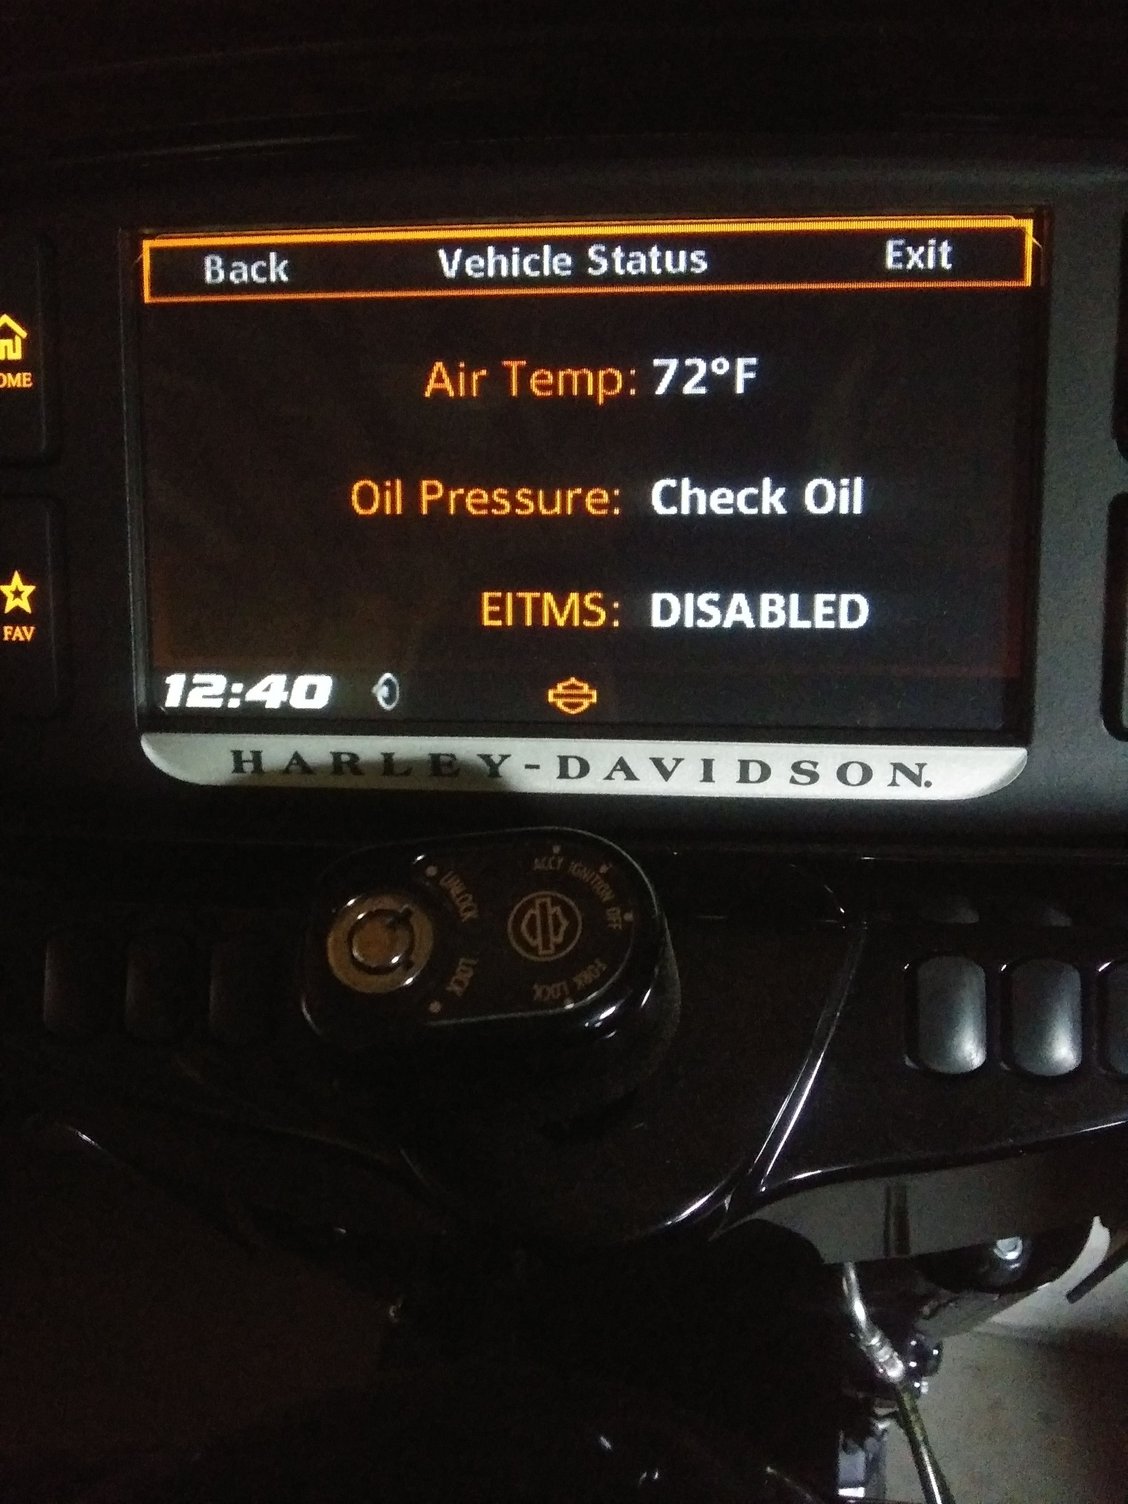 Back Vehicle Status Exit
Air Temp: 72°F
OME
Oil Pressure: Check Oil
EITMS: DISABLED
FAV
12:40
HARLEY-DAVIDSON.
UNLOCK
LOCK
ACCY IGNITION OFF
FORK LOCK